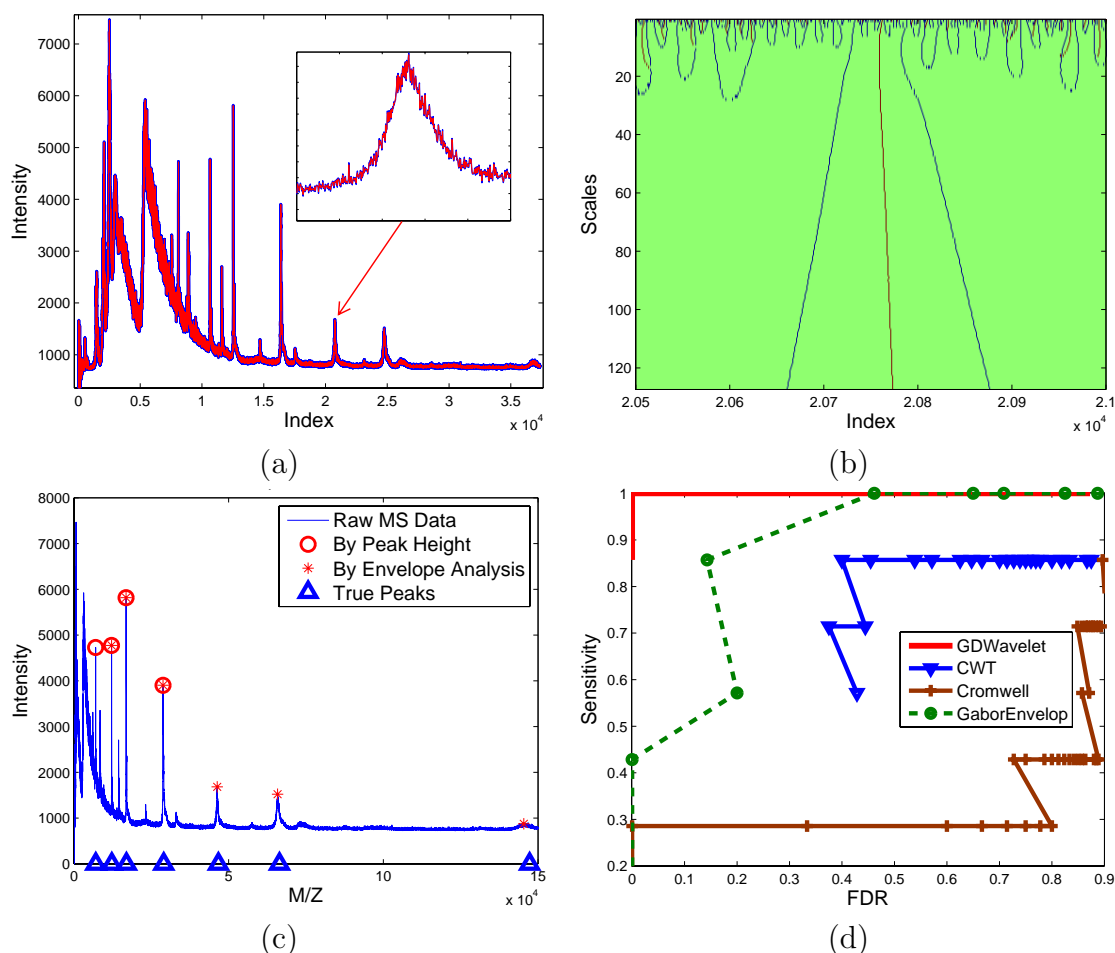 7000
6000
5000
4000
3000
2000
1000
Intensity
0 0.5 1 1.5 2 2.5 3 3.5
Index
x 10^4
(a)
20
40
60
80
100
120
Scales
2.05 2.06 2.07 2.08 2.09 2.1
Index
x 10^4
(b)
8000
7000
6000
5000
4000
3000
2000
1000
0
Intensity
Raw MS Data
By Peak Height
By Envelope Analysis
True Peaks
0 5 10 15
M/Z
x 10^4
(c)
1
0.9
0.8
0.7
0.6
0.5
0.4
0.3
0.2
Sensitivity
GDWavelet
CWT
Cromwell
GaborEnvelop
0 0.1 0.2 0.3 0.4 0.5 0.6 0.7 0.8 0.9
FDR
(d)